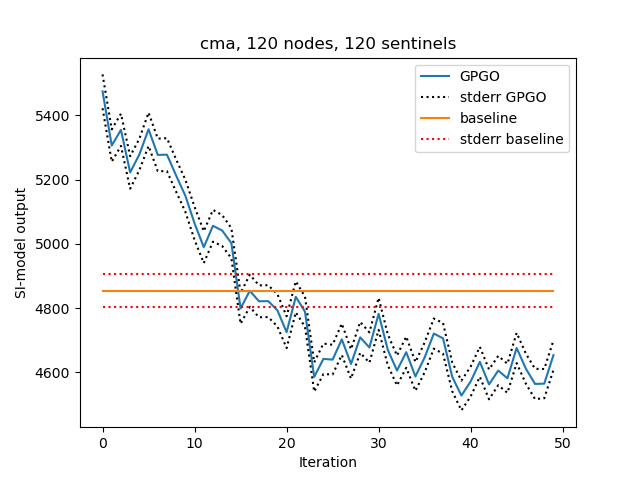 cma, 120 nodes, 120 sentinels
GPGO
stderr GPGO
baseline
stderr baseline
SI-model output
5400
5200
5000
4800
4600
0 10 20 30 40 50
Iteration